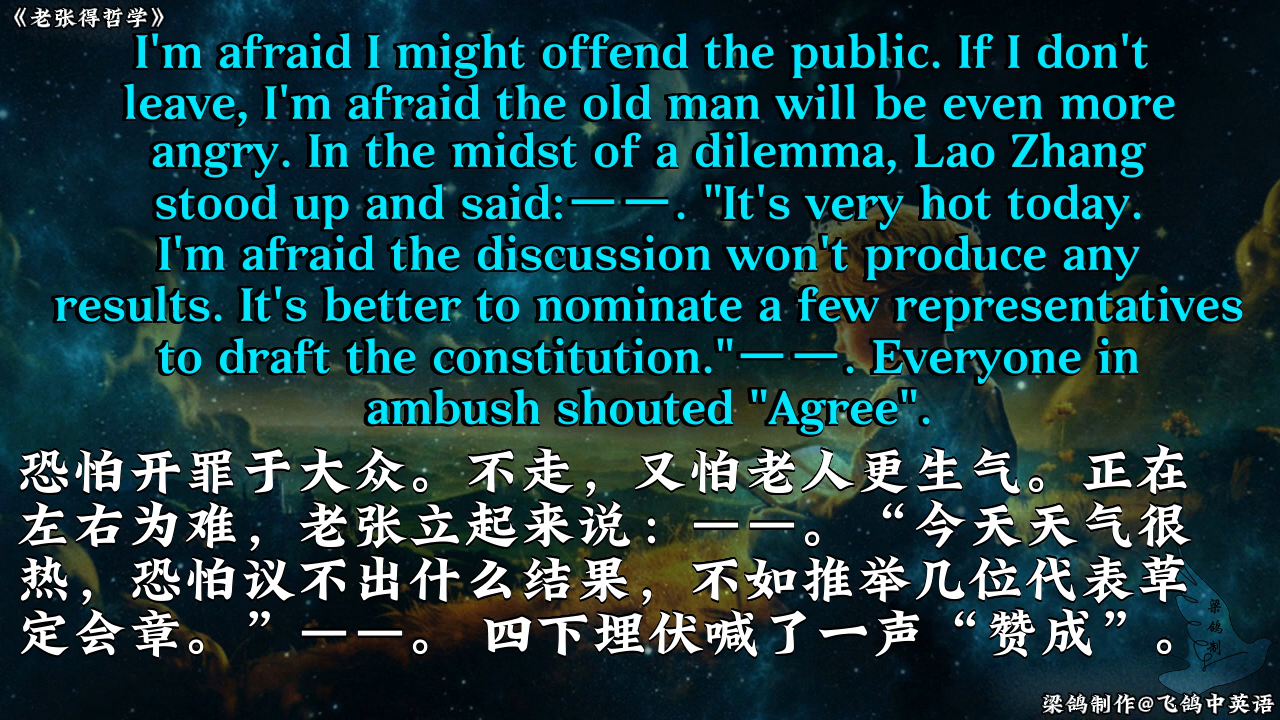 《老张得哲学》
I'm afraid I might offend the public. If I don't
leave, I'm afraid the old man will be even more
angry. In the midst of a dilemma, Lao Zhang
stood up and said:——. "It's very hot today.
I'm afraid the discussion won't produce any
results. It's better to nominate a few representatives
to draft the constitution."——. Everyone in
ambush shouted "Agree".
恐怕开罪于大众。不走，又怕老人更生气。正在
左右为难，老张立起来说：——。“今天天气很
热，恐怕议不出什么结果，不如推举几位代表草
定会章。”——。 四下埋伏喊了一声“赞成”。
梁
鸽
制
梁鸽制作@飞鸽中英语